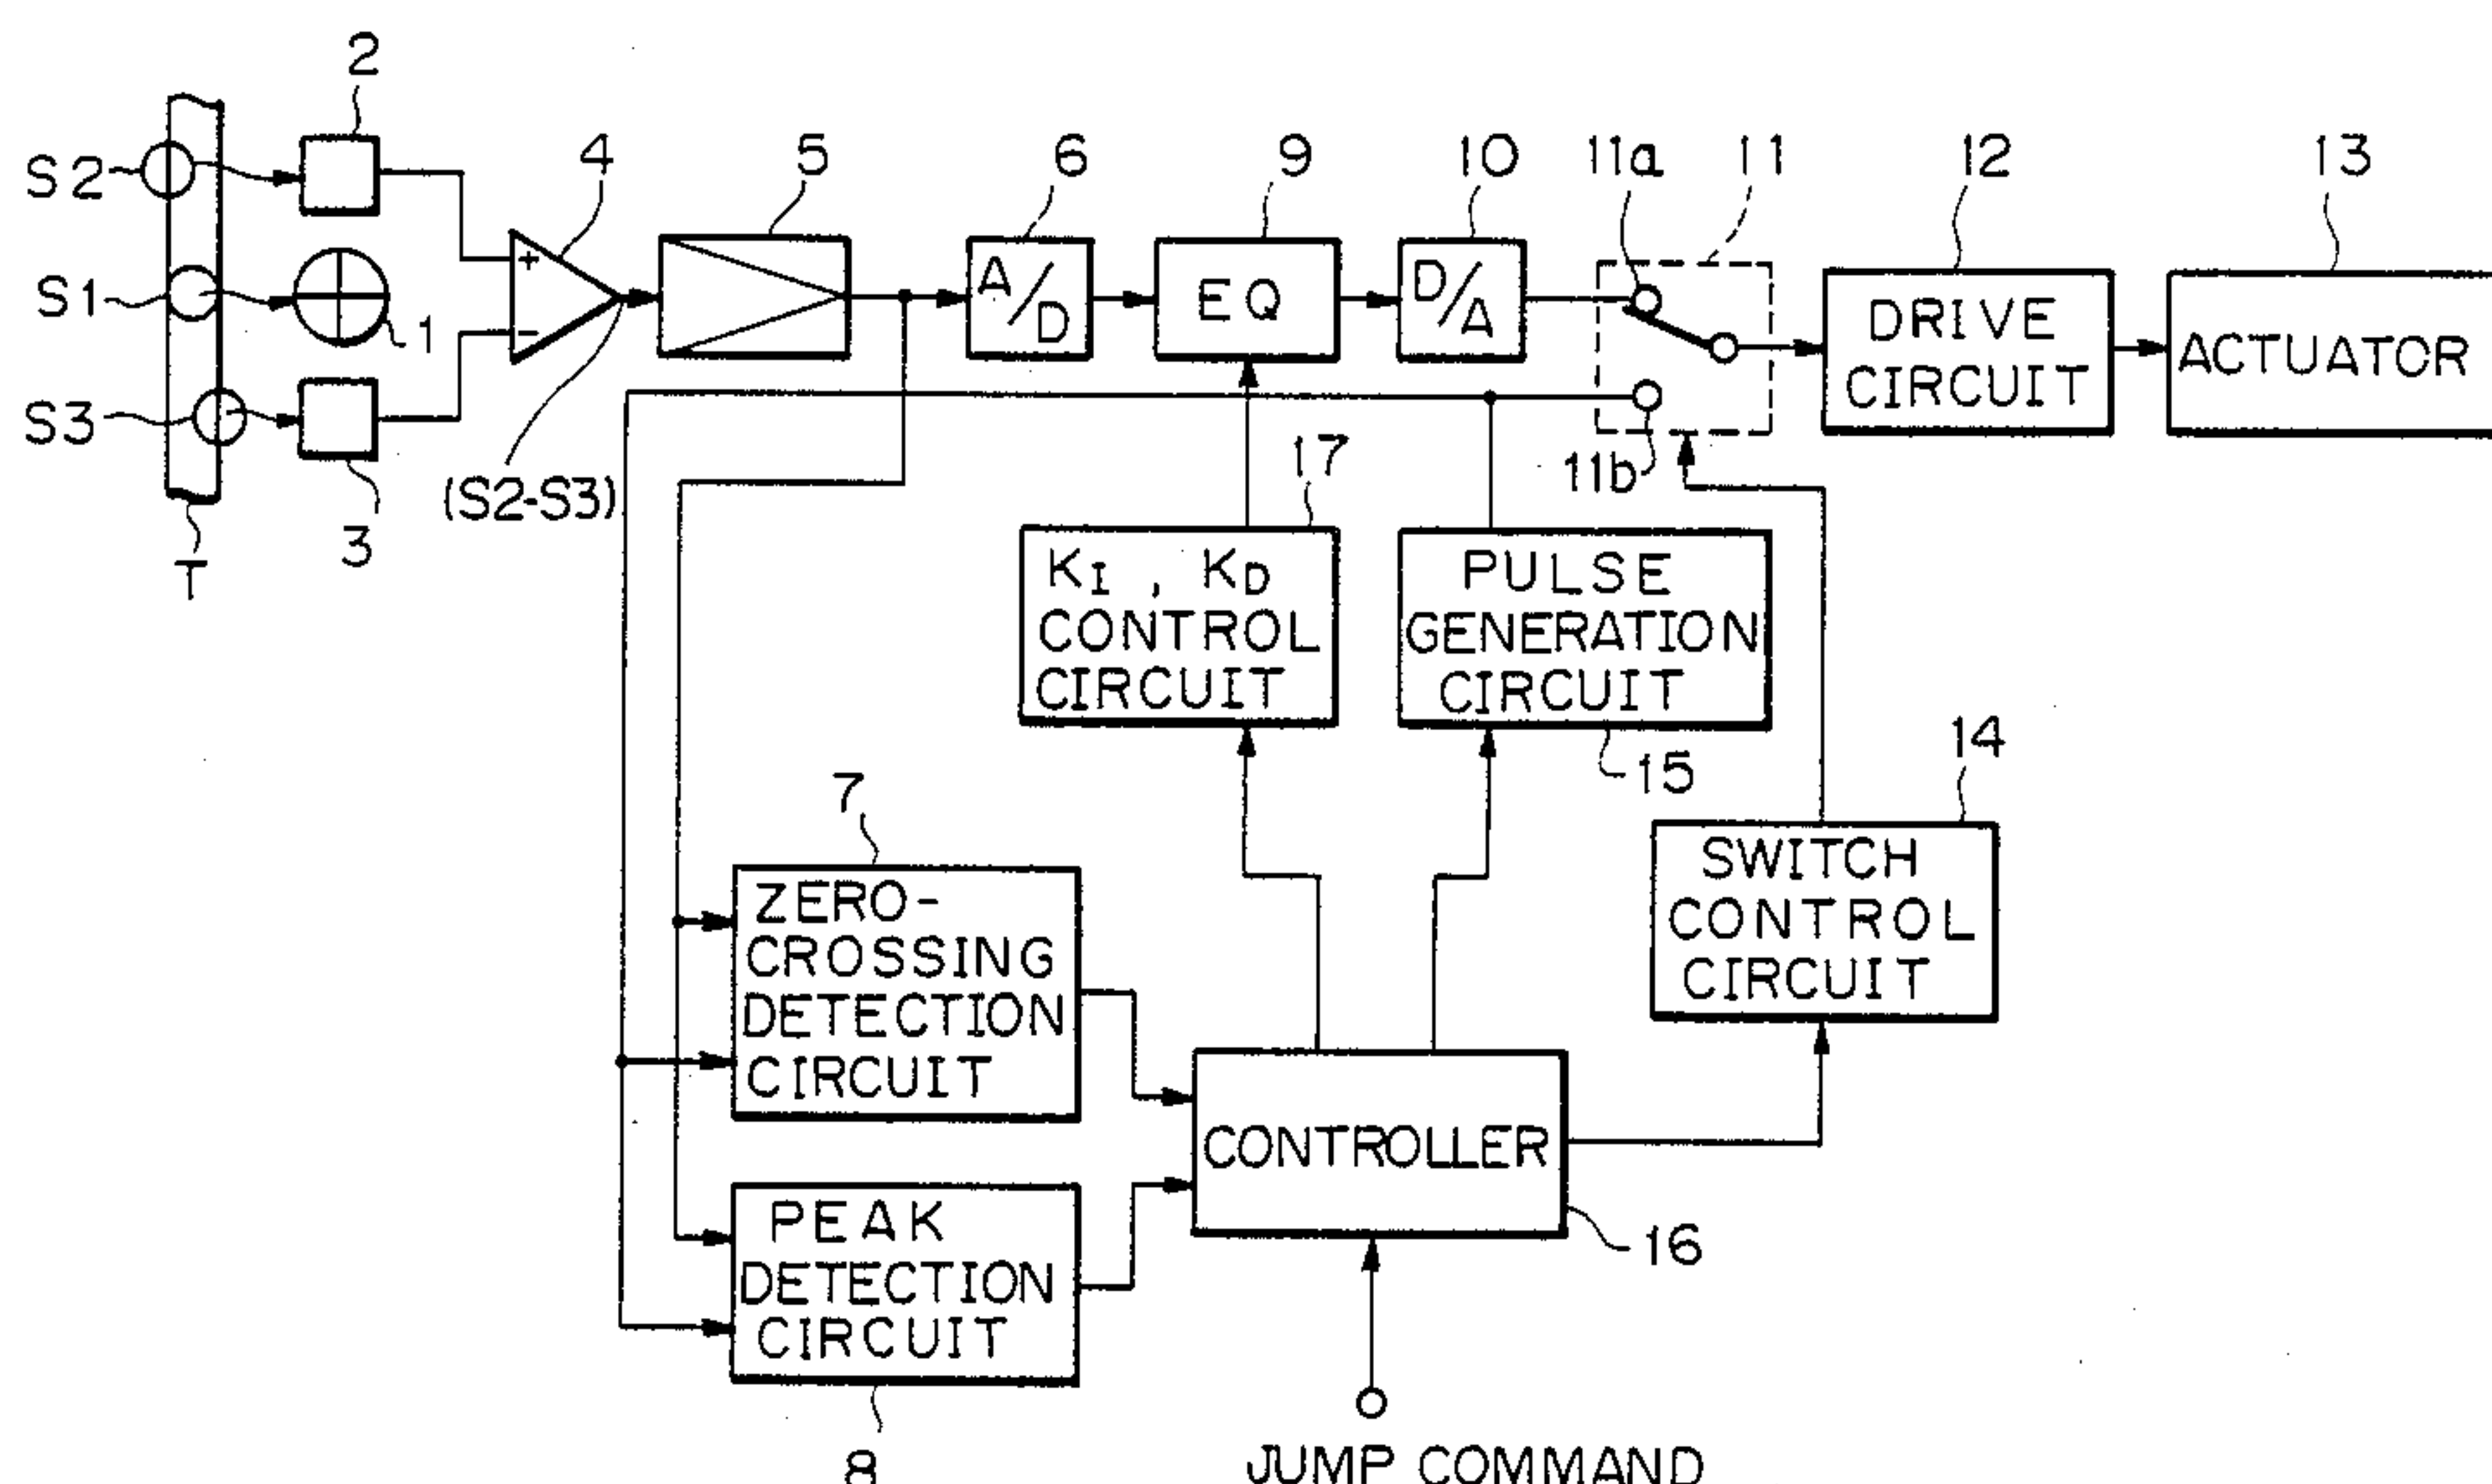 2
S2
4
5
6
9
10
11a
11
12
13
S1
1
+
−
A/D
EQ
D/A
DRIVE
CIRCUIT
ACTUATOR
S3
3
(S2-S3)
T
17
11b
KI , KD
CONTROL
CIRCUIT
PULSE
GENERATION
CIRCUIT
15
14
7
SWITCH
CONTROL
CIRCUIT
ZERO-
CROSSING
DETECTION
CIRCUIT
CONTROLLER
16
PEAK
DETECTION
CIRCUIT
8
JUMP COMMAND